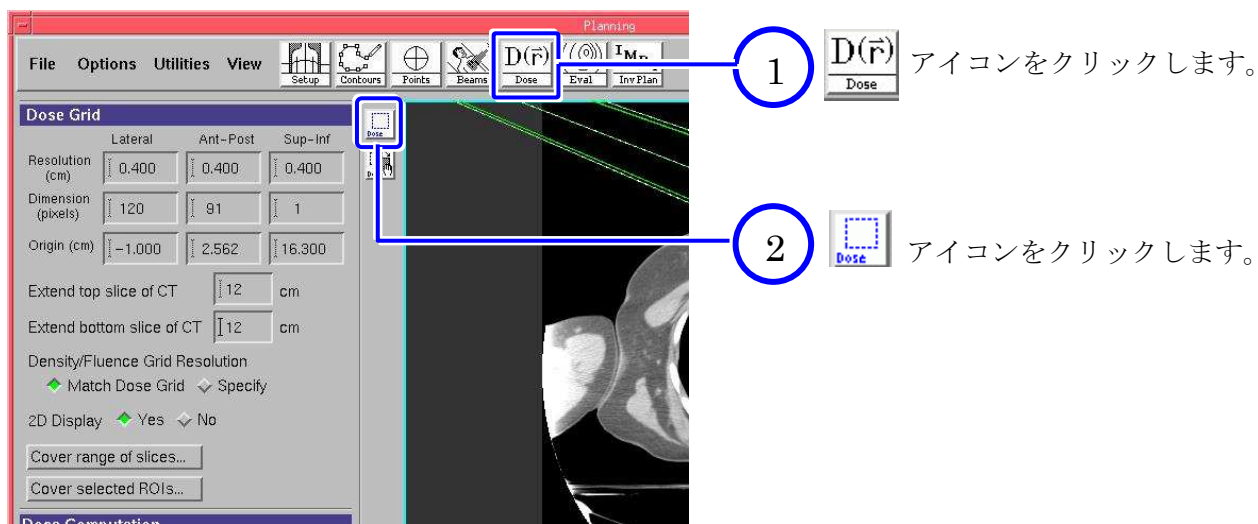 Planning
File Options Utilities View
Setup Contours Points Beams D(r⃗) Dose Eval Inv Plan
Dose Grid
Lateral Ant-Post Sup-Inf
Resolution (cm) 0.400 0.400 0.400
Dimension (pixels) 120 91 1
Origin (cm) -1.000 2.562 16.300
Extend top slice of CT 12 cm
Extend bottom slice of CT 12 cm
Density/Fluence Grid Resolution
Match Dose Grid Specify
2D Display Yes No
Cover range of slices...
Cover selected ROIs...
Dose Computation
Dose
1 D(r⃗) Dose アイコンをクリックします。
2 Dose アイコンをクリックします。